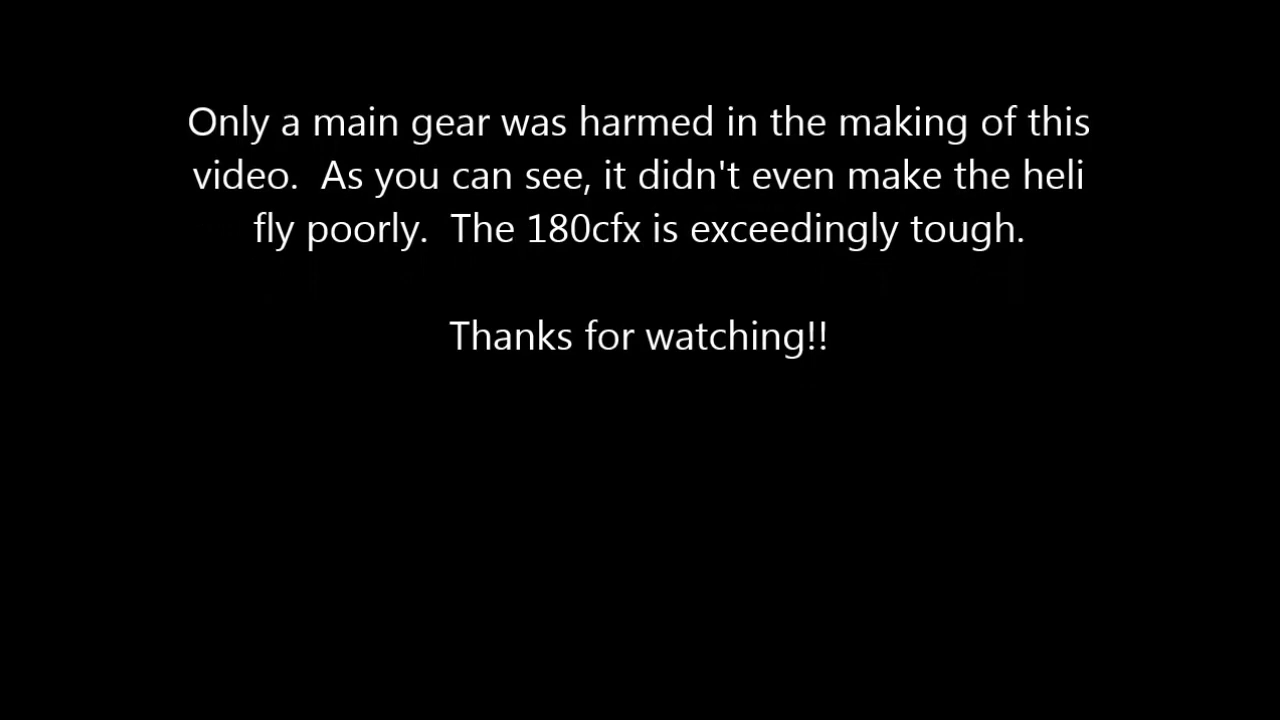 Only a main gear was harmed in the making of this
video.  As you can see, it didn't even make the heli
fly poorly.  The 180cfx is exceedingly tough.
Thanks for watching!!